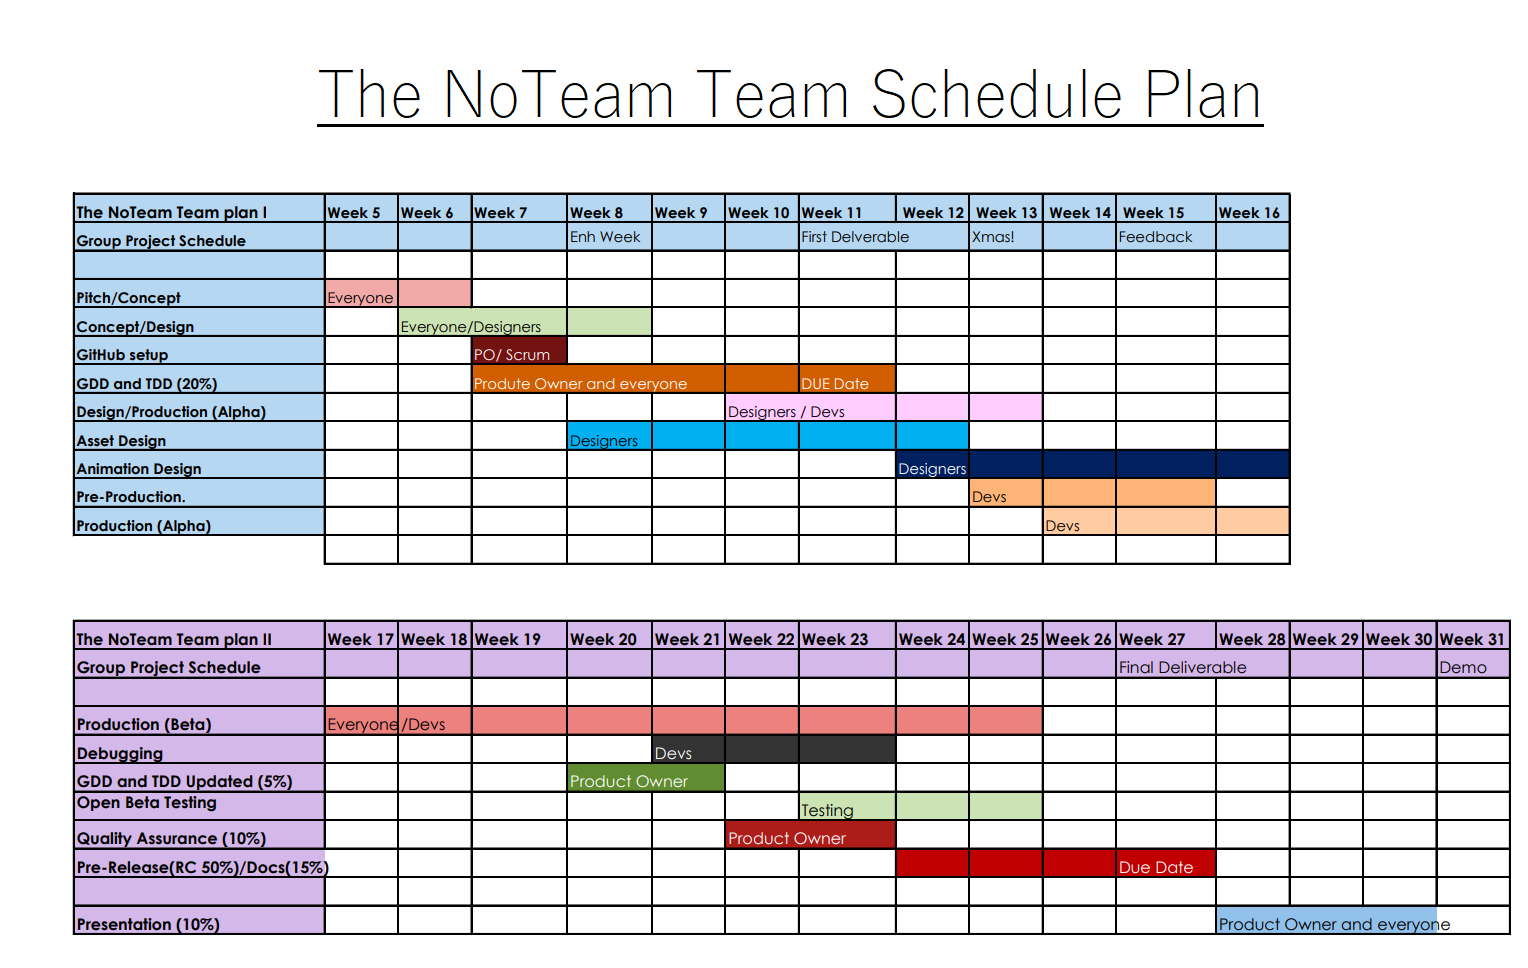 The NoTeam Team Schedule Plan
The NoTeam Team plan I Week 5 Week 6 Week 7 Week 8 Week 9 Week 10 Week 11 Week 12 Week 13 Week 14 Week 15 Week 16
Group Project Schedule Enh Week First Delverable Xmas! Feedback
Pitch/Concept Everyone
Concept/Design Everyone/Designers
GitHub setup PO/ Scrum
GDD and TDD (20%) Produte Owner and everyone DUE Date
Design/Production (Alpha) Designers / Devs
Asset Design Designers
Animation Design Designers
Pre-Production. Devs
Production (Alpha) Devs
The NoTeam Team plan II Week 17 Week 18 Week 19 Week 20 Week 21 Week 22 Week 23 Week 24 Week 25 Week 26 Week 27 Week 28 Week 29 Week 30 Week 31
Group Project Schedule Final Deliverable Demo
Production (Beta) Everyone /Devs
Debugging Devs
GDD and TDD Updated (5%) Product Owner
Open Beta Testing Testing
Quality Assurance (10%) Product Owner
Pre-Release(RC 50%)/Docs(15%) Due Date
Presentation (10%) Product Owner and everyone